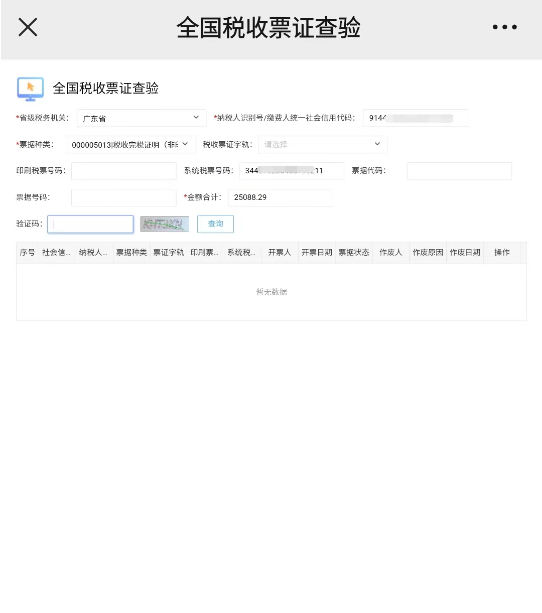 全国税收票证查验
全国税收票证查验
*省级税务机关： 广东省 *纳税人识别号/缴费人统一社会信用代码： 9144
*票据种类： 000005013|税收完税证明（非印 税收票证字轨： 请选择
印刷税票号码： 系统税票号码： 344 11 票据代码：
票据号码： *金额合计： 25088.29
验证码： 查询
序号 社会信.. 纳税人.. 票据种类 票证字轨 印刷票... 系统税... 开票人 开票日期 票据状态 作废人 作废原因 作废日期 操作
暂无数据